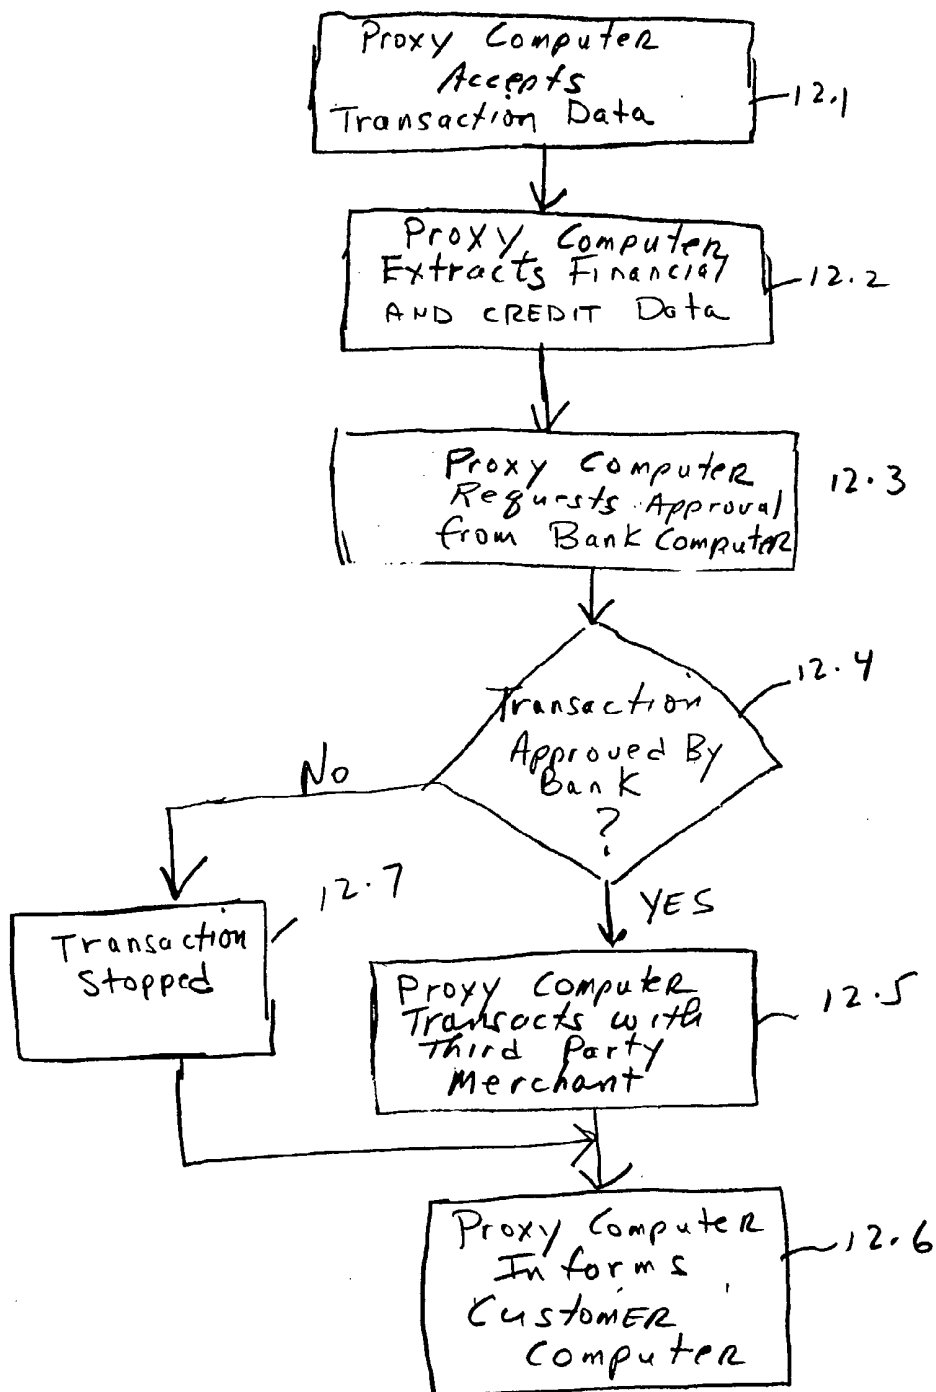 Proxy Computer
Accepts
Transaction Data
12.1
Proxy Computer
Extracts Financial
AND CREDIT Data
12.2
Proxy Computer
Requests Approval
from Bank Computer
12.3
Transaction
Approved By
Bank
?
12.4
No
YES
12.7
Transaction
Stopped
Proxy Computer
Transacts with
Third Party
Merchant
12.5
Proxy Computer
Informs
Customer
Computer
12.6